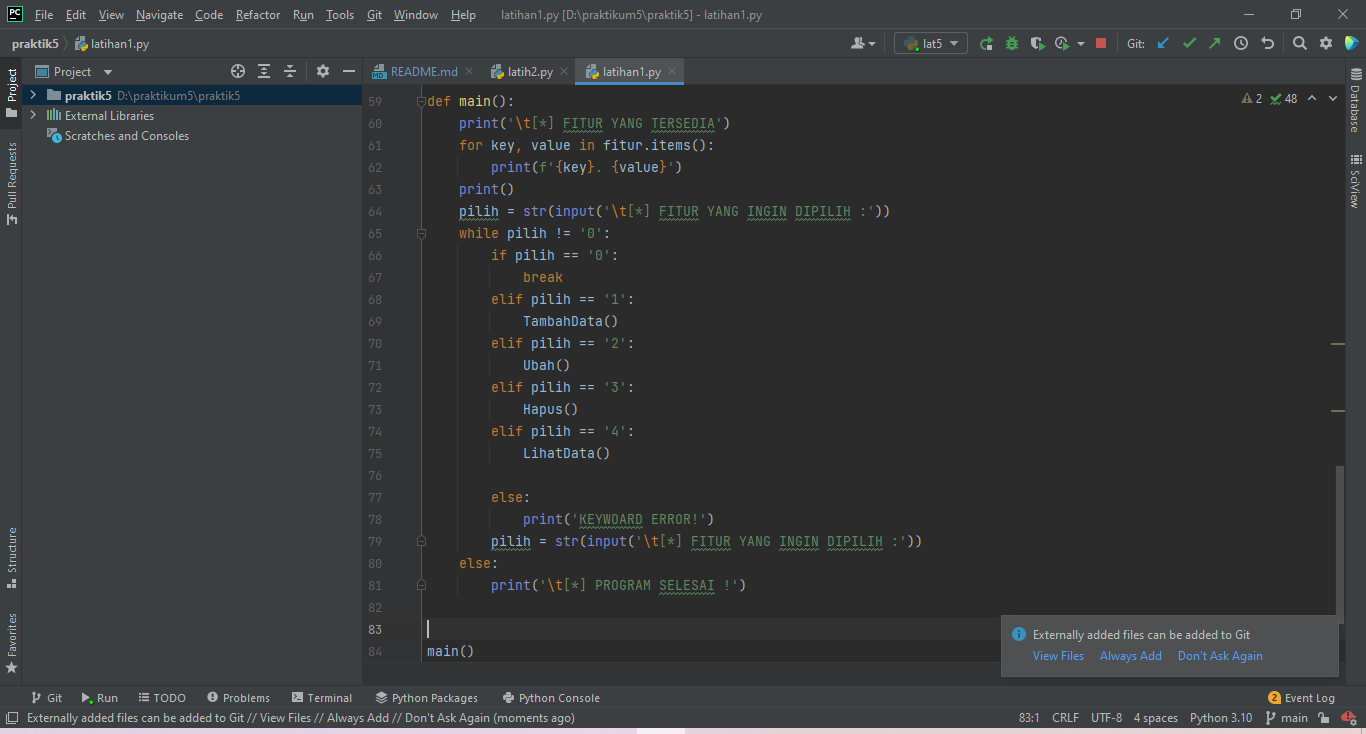 PC File Edit View Navigate Code Refactor Run Tools Git Window Help latihan1.py [D:\praktikum5\praktik5] - latihan1.py
praktik5 latihan1.py lat5 Git:
Project README.md latih2.py latihan1.py
Project
Pull Requests
Structure
Favorites
praktik5 D:\praktikum5\praktik5
External Libraries
Scratches and Consoles
2 48
Database
SciView
59 def main():
60 print('\t[*] FITUR YANG TERSEDIA')
61 for key, value in fitur.items():
62 print(f'{key}. {value}')
63 print()
64 pilih = str(input('\t[*] FITUR YANG INGIN DIPILIH :'))
65 while pilih != '0':
66 if pilih == '0':
67 break
68 elif pilih == '1':
69 TambahData()
70 elif pilih == '2':
71 Ubah()
72 elif pilih == '3':
73 Hapus()
74 elif pilih == '4':
75 LihatData()
76
77 else:
78 print('KEYWOARD ERROR!')
79 pilih = str(input('\t[*] FITUR YANG INGIN DIPILIH :'))
80 else:
81 print('\t[*] PROGRAM SELESAI !')
82
83
84 main()
Externally added files can be added to Git
View Files Always Add Don't Ask Again
Git Run TODO Problems Terminal Python Packages Python Console 2 Event Log
Externally added files can be added to Git // View Files // Always Add // Don't Ask Again (moments ago) 83:1 CRLF UTF-8 4 spaces Python 3.10 main